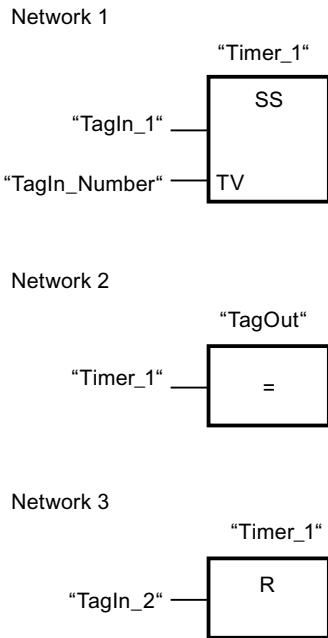 Network 1
“Timer_1“
SS
“TagIn_1“
“TagIn_Number“
TV
Network 2
“TagOut“
“Timer_1“
=
Network 3
“Timer_1“
R
“TagIn_2“